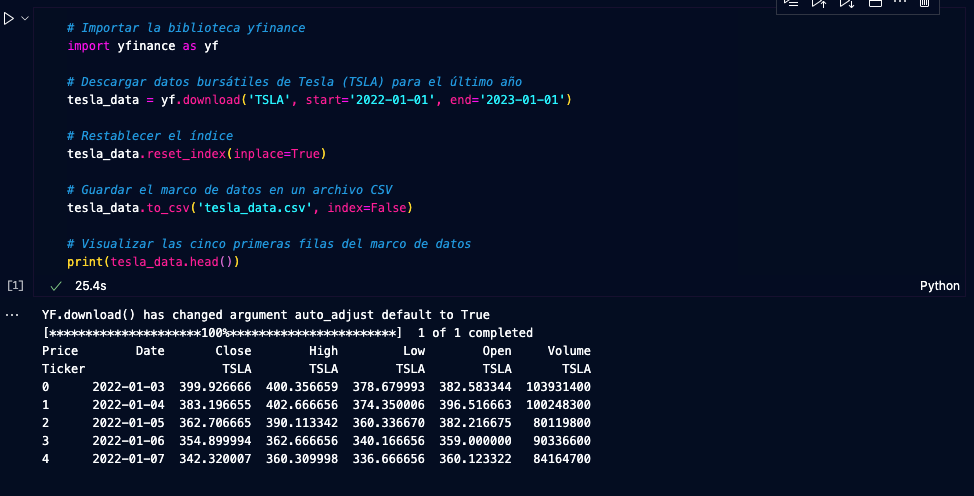 # Importar la biblioteca yfinance
import yfinance as yf
# Descargar datos bursátiles de Tesla (TSLA) para el último año
tesla_data = yf.download('TSLA', start='2022-01-01', end='2023-01-01')
# Restablecer el índice
tesla_data.reset_index(inplace=True)
# Guardar el marco de datos en un archivo CSV
tesla_data.to_csv('tesla_data.csv', index=False)
# Visualizar las cinco primeras filas del marco de datos
print(tesla_data.head())
[1] 25.4s Python
YF.download() has changed argument auto_adjust default to True
[*********************100%***********************]  1 of 1 completed
Price Date Close High Low Open Volume
Ticker TSLA TSLA TSLA TSLA TSLA
0 2022-01-03 399.926666 400.356659 378.679993 382.583344 103931400
1 2022-01-04 383.196655 402.666656 374.350006 396.516663 100248300
2 2022-01-05 362.706665 390.113342 360.336670 382.216675 80119800
3 2022-01-06 354.899994 362.666656 340.166656 359.000000 90336600
4 2022-01-07 342.320007 360.309998 336.666656 360.123322 84164700